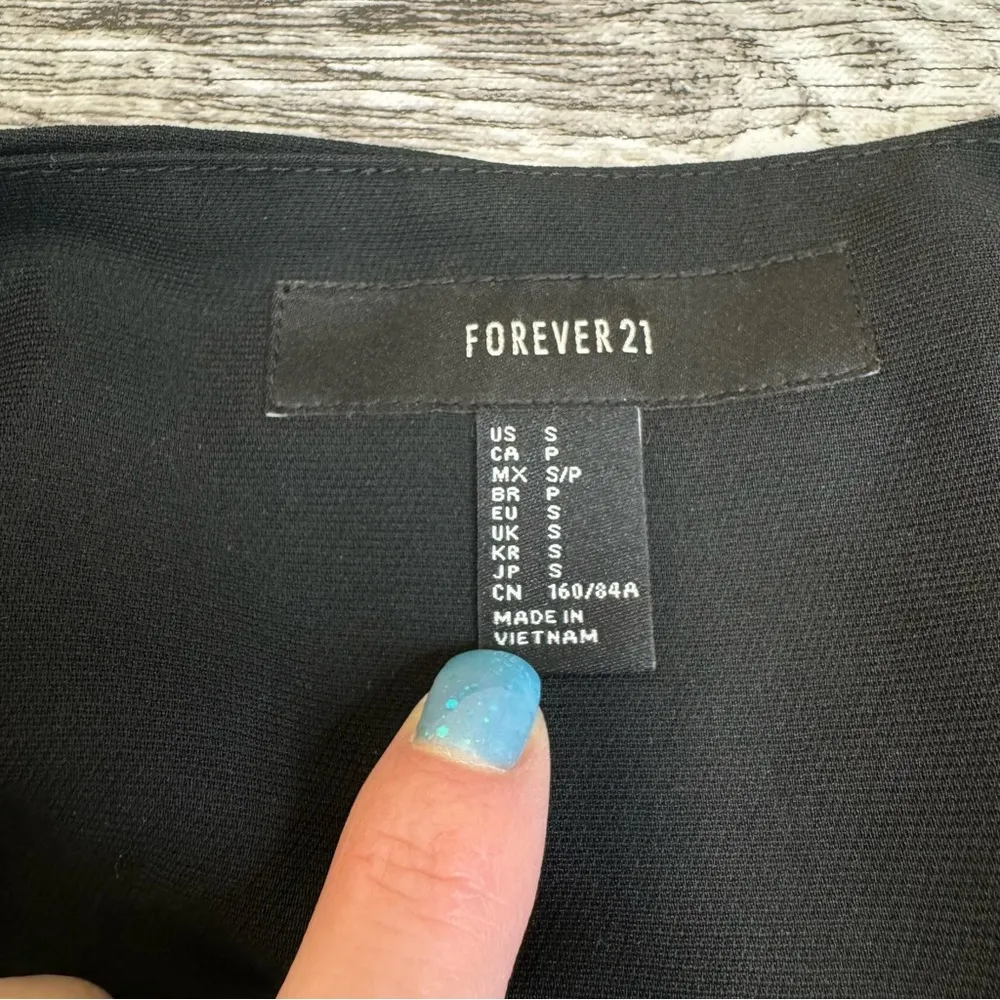 FOREVER 21
US S
CA P
MX S/P
BR P
EU S
UK S
KR S
JP S
CN 160/84A
MADE IN
VIETNAM